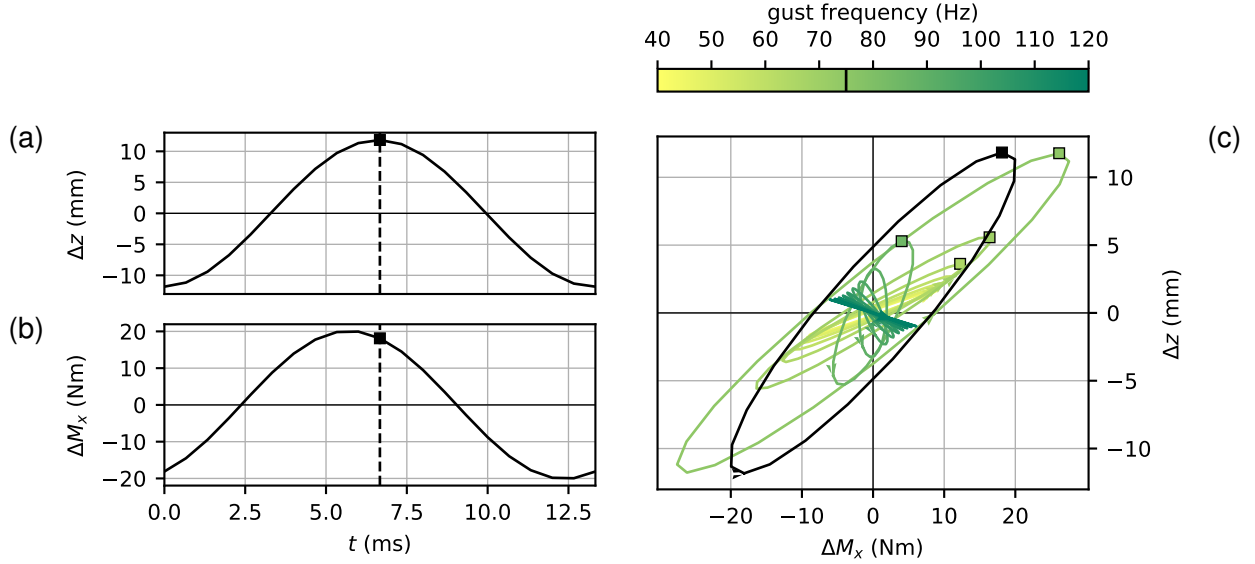 gust frequency (Hz)
40 50 60 70 80 90 100 110 120
(a)
10
5
0
−5
−10
Δz (mm)
(b)
20
10
0
−10
−20
ΔMₓ (Nm)
0.0 2.5 5.0 7.5 10.0 12.5
t (ms)
(c)
10
5
0
−5
−10
Δz (mm)
−20 −10 0 10 20
ΔMₓ (Nm)